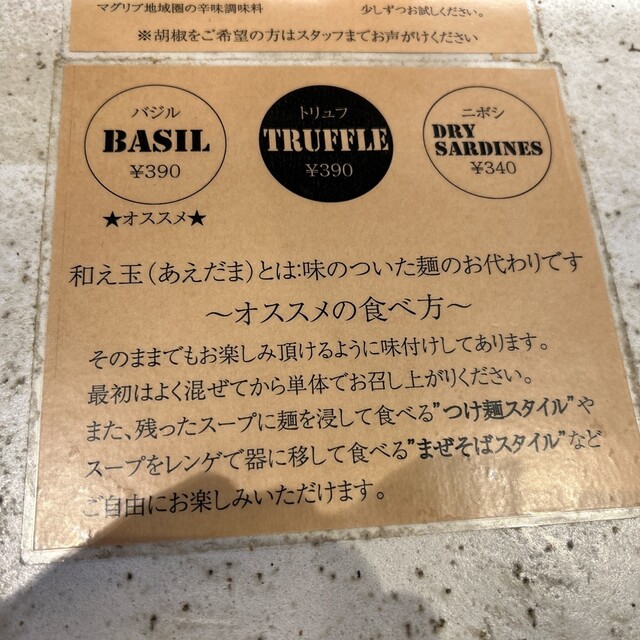 マグリブ地域圏の辛味調味料
少しずつお試しください。
※胡椒をご希望の方はスタッフまでお声がけください
バジル
BASIL
¥390
★オススメ★
トリュフ
TRUFFLE
¥390
ニボシ
DRY
SARDINES
¥340
和え玉(あえだま)とは:味のついた麺のお代わりです
～オススメの食べ方～
そのままでもお楽しみ頂けるように味付けしてあります。
最初はよく混ぜてから単体でお召し上がりください。
また、残ったスープに麺を浸して食べる"つけ麺スタイル"や
スープをレンゲで器に移して食べる"まぜそばスタイル"など
ご自由にお楽しみいただけます。